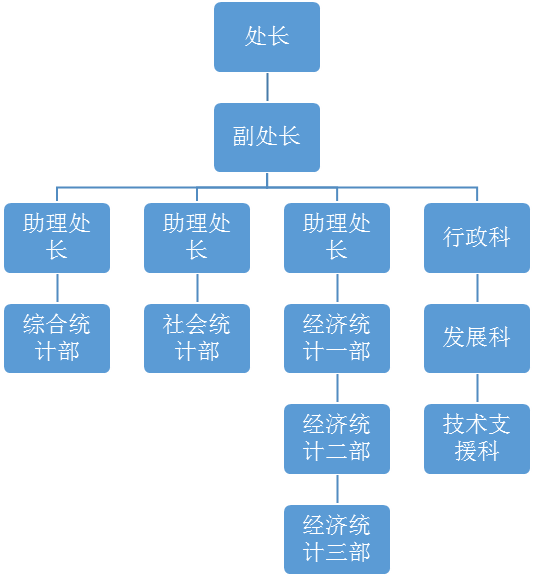 处长
副处长
助理处
长
助理处
长
助理处
长
行政科
综合统
计部
社会统
计部
经济统
计一部
发展科
经济统
计二部
技术支
援科
经济统
计三部